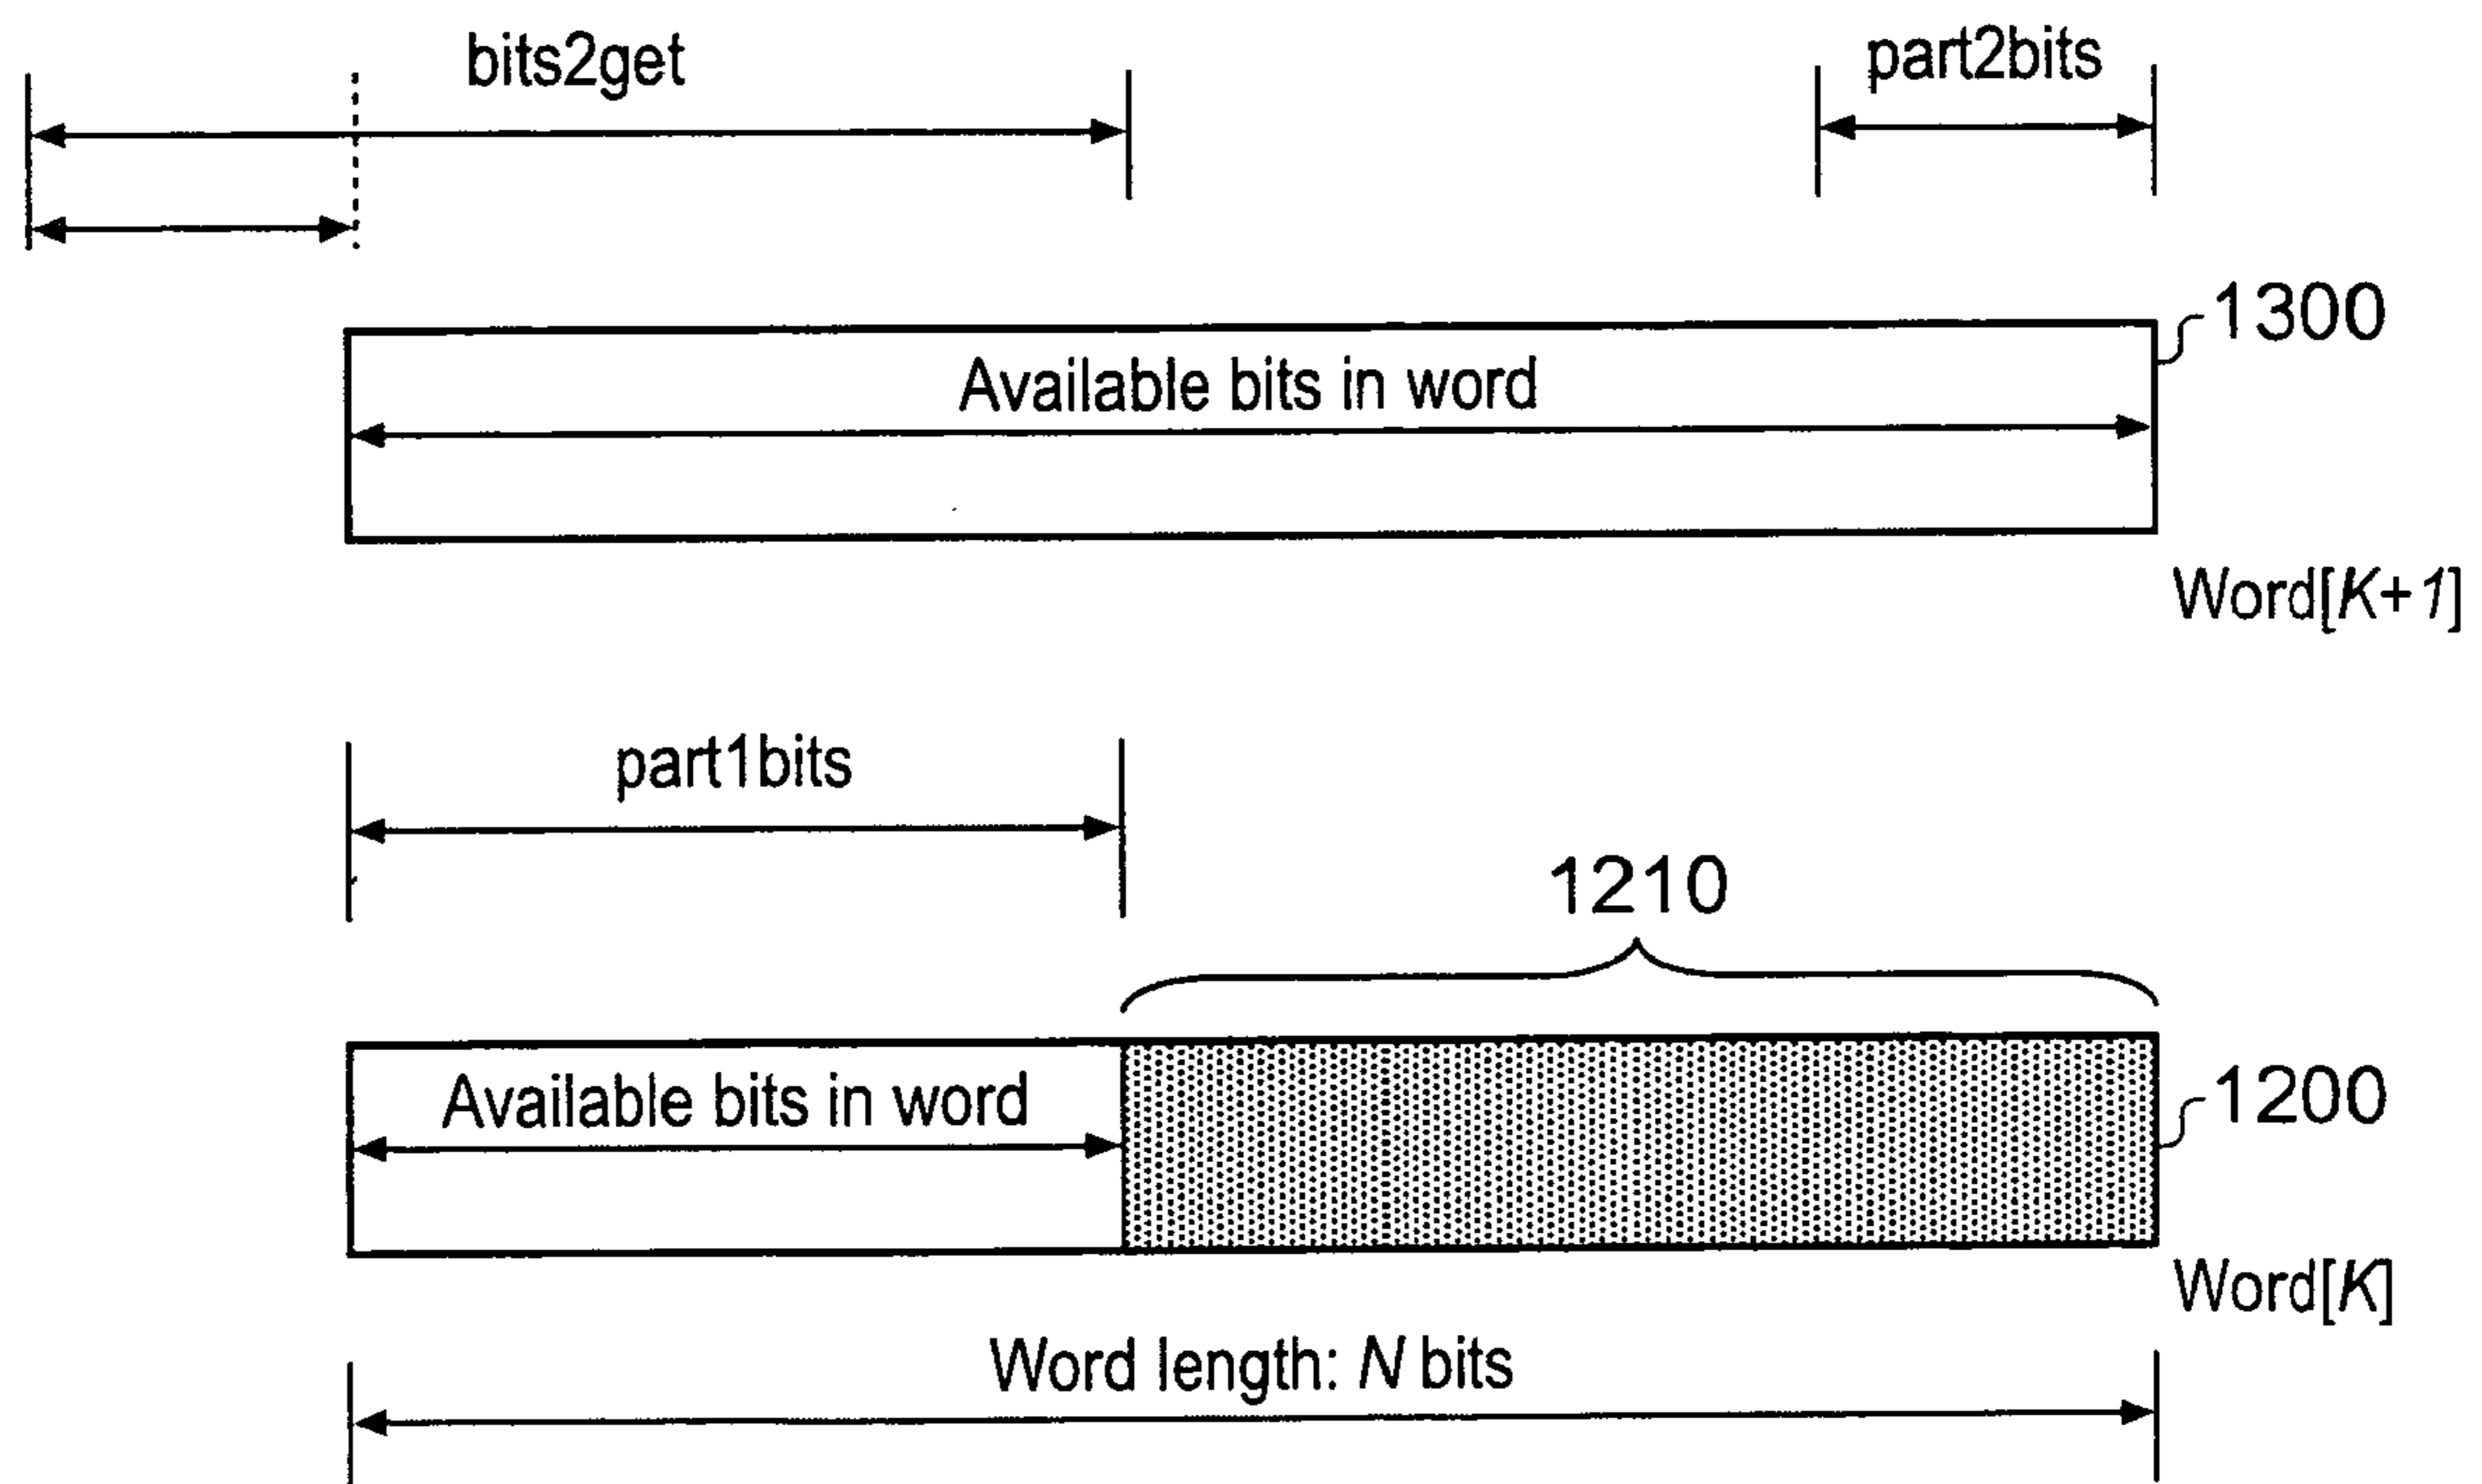 bits2get
part2bits
1300
Available bits in word
Word[K+1]
part1bits
1210
Available bits in word
1200
Word[K]
Word length: N bits